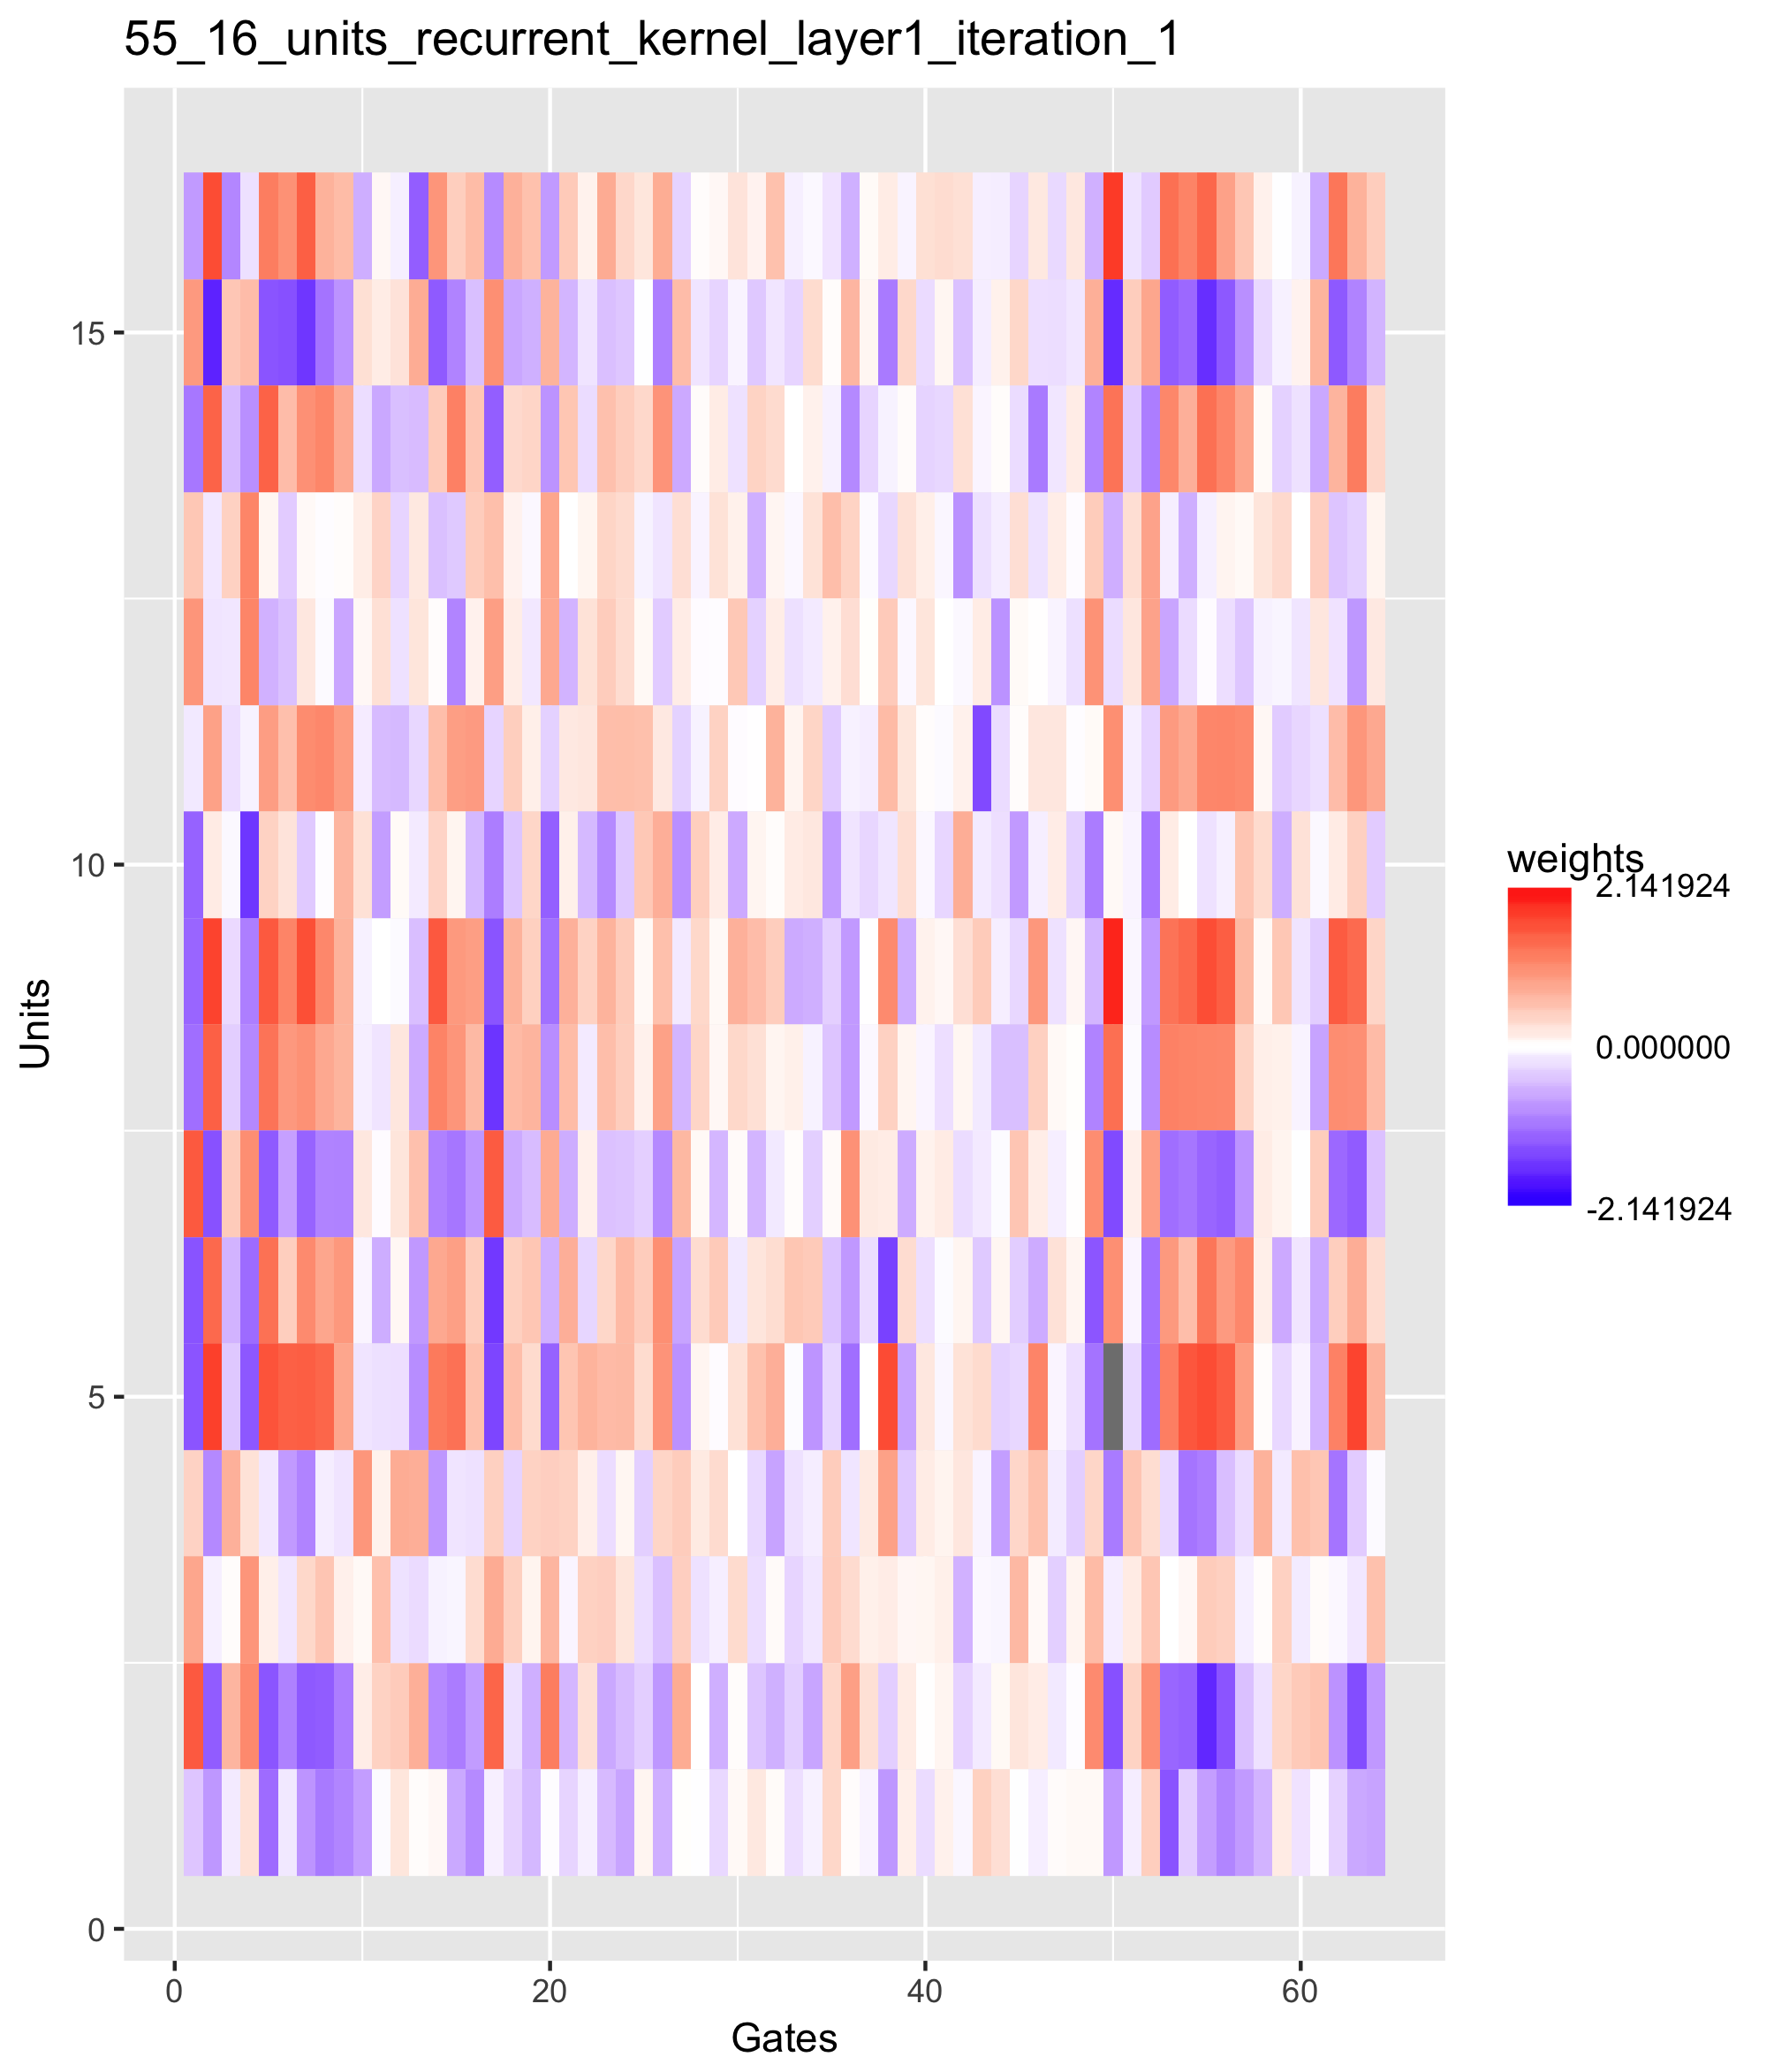 55_16_units_recurrent_kernel_layer1_iteration_1
15
10
5
0
Units
0
20
40
60
Gates
weights
2.141924
0.000000
-2.141924